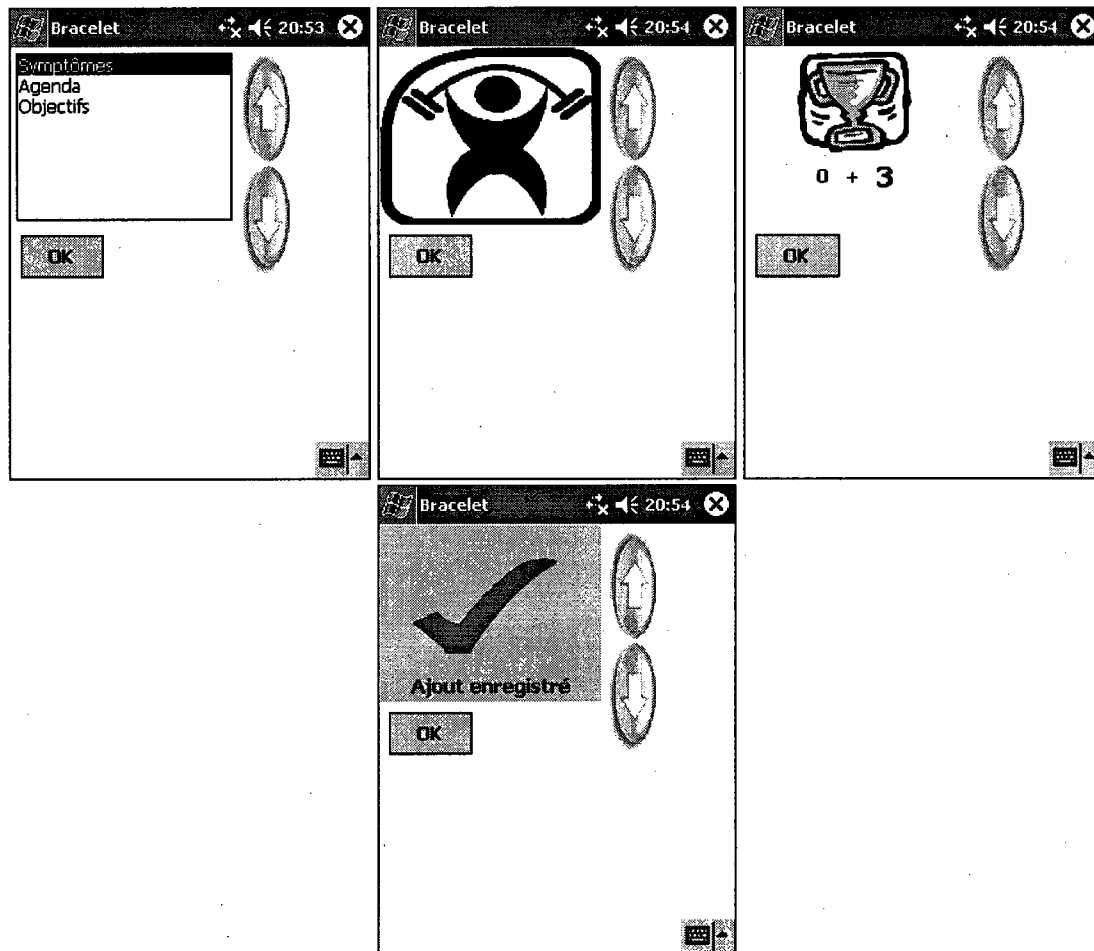 Bracelet 20:53
Symptômes
Agenda
Objectifs
OK
Bracelet 20:54
OK
Bracelet 20:54
0 + 3
OK
Bracelet 20:54
Ajout enregistré
OK